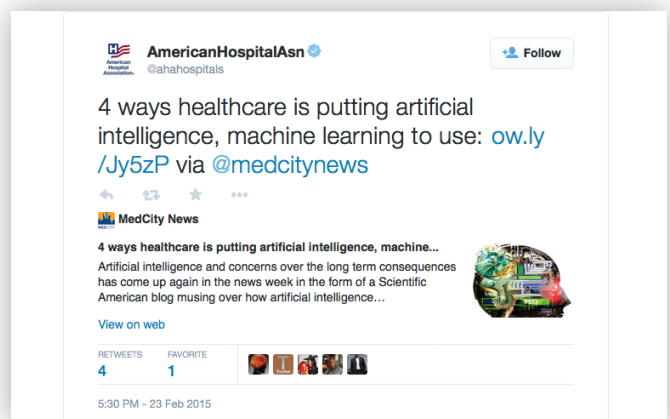 AmericanHospitalAsn
@ahahospitals
Follow
American
Hospital
Association.
4 ways healthcare is putting artificial
intelligence, machine learning to use: ow.ly
/Jy5zP via @medcitynews
MedCity News
4 ways healthcare is putting artificial intelligence, machine...
Artificial intelligence and concerns over the long term consequences
has come up again in the news week in the form of a Scientific
American blog musing over how artificial intelligence…
View on web
RETWEETS
FAVORITE
4
1
5:30 PM - 23 Feb 2015